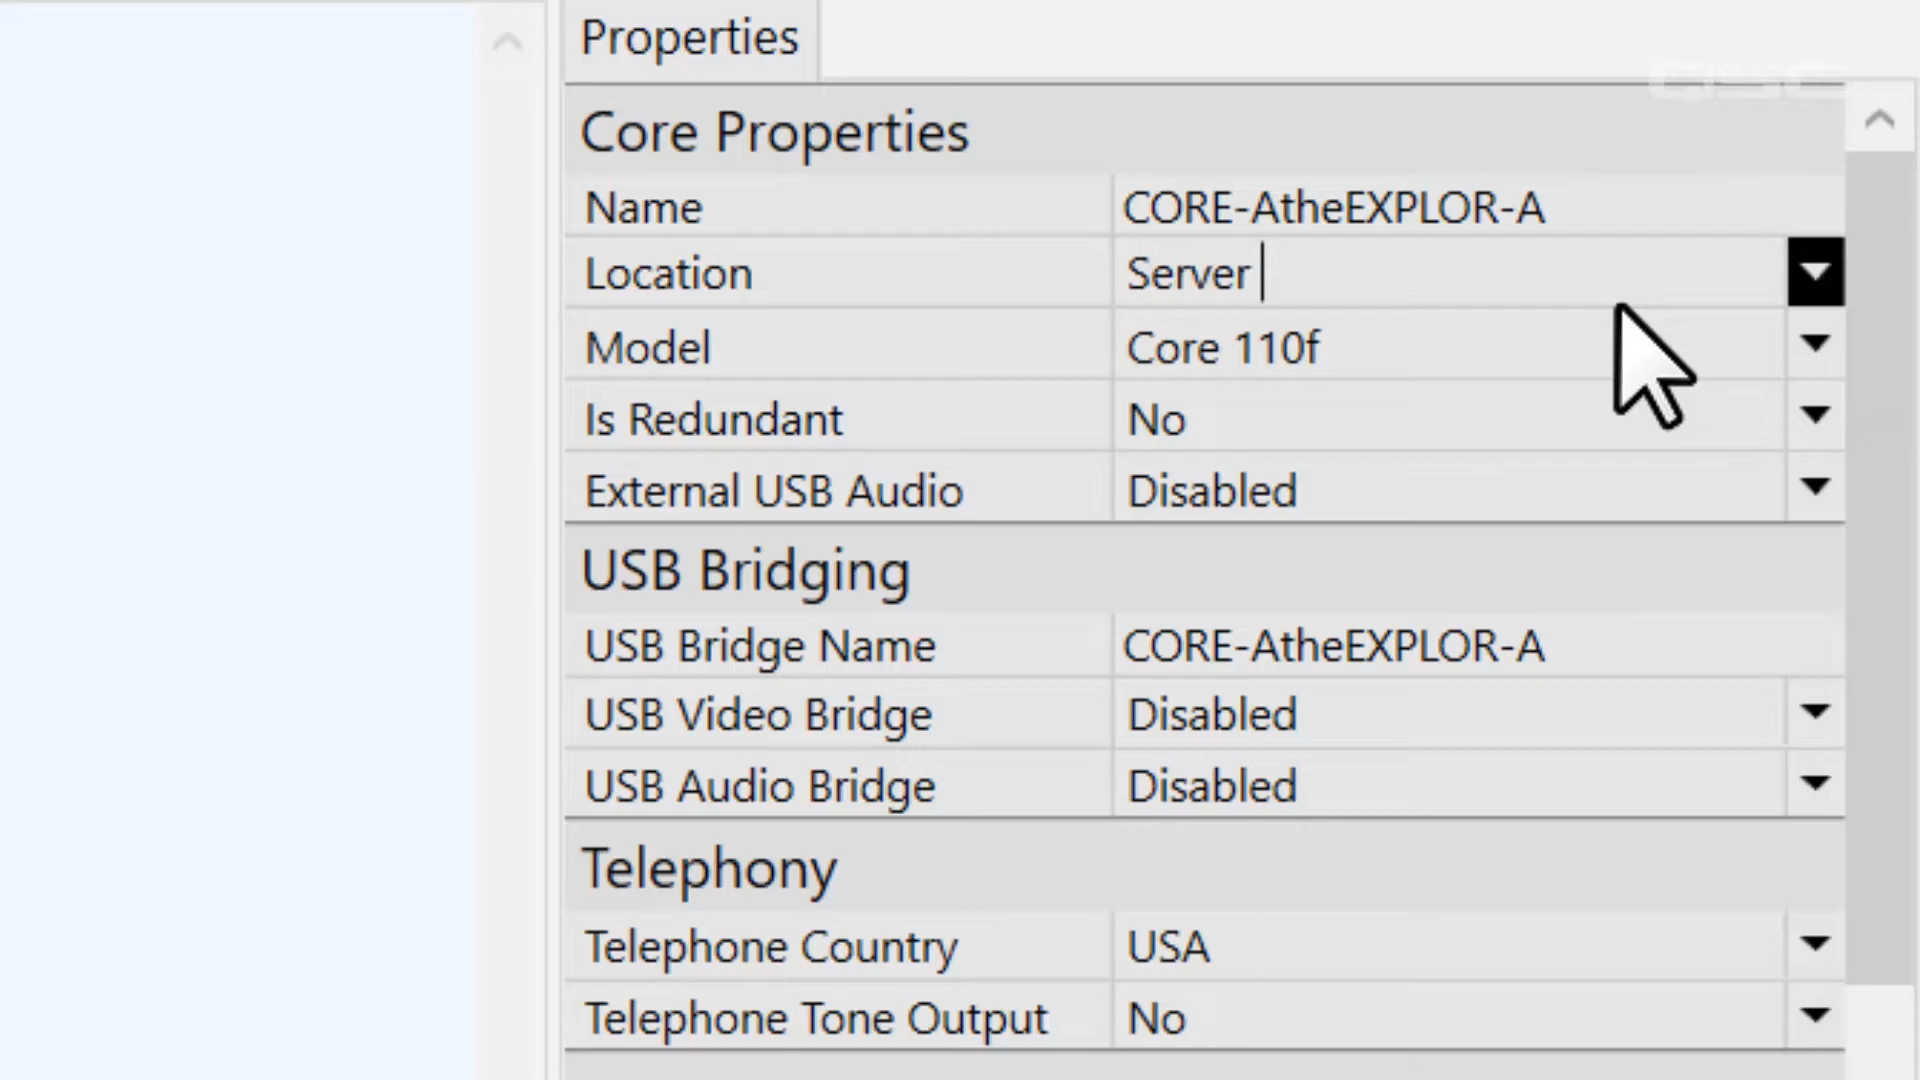 Properties
QSC
Core Properties
Name CORE-AtheEXPLOR-A
Location Server
Model Core 110f
Is Redundant No
External USB Audio Disabled
USB Bridging
USB Bridge Name CORE-AtheEXPLOR-A
USB Video Bridge Disabled
USB Audio Bridge Disabled
Telephony
Telephone Country USA
Telephone Tone Output No